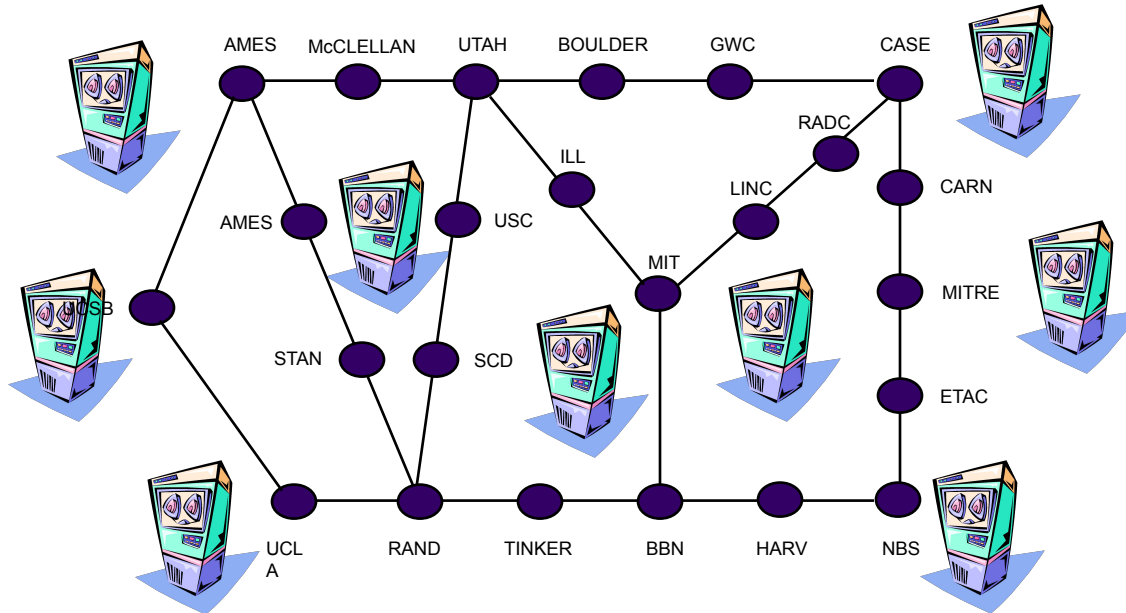 AMES
McCLELLAN
UTAH
BOULDER
GWC
CASE
RADC
ILL
LINC
CARN
AMES
USC
MIT
UCSB
MITRE
STAN
SCD
ETAC
UCL
A
RAND
TINKER
BBN
HARV
NBS